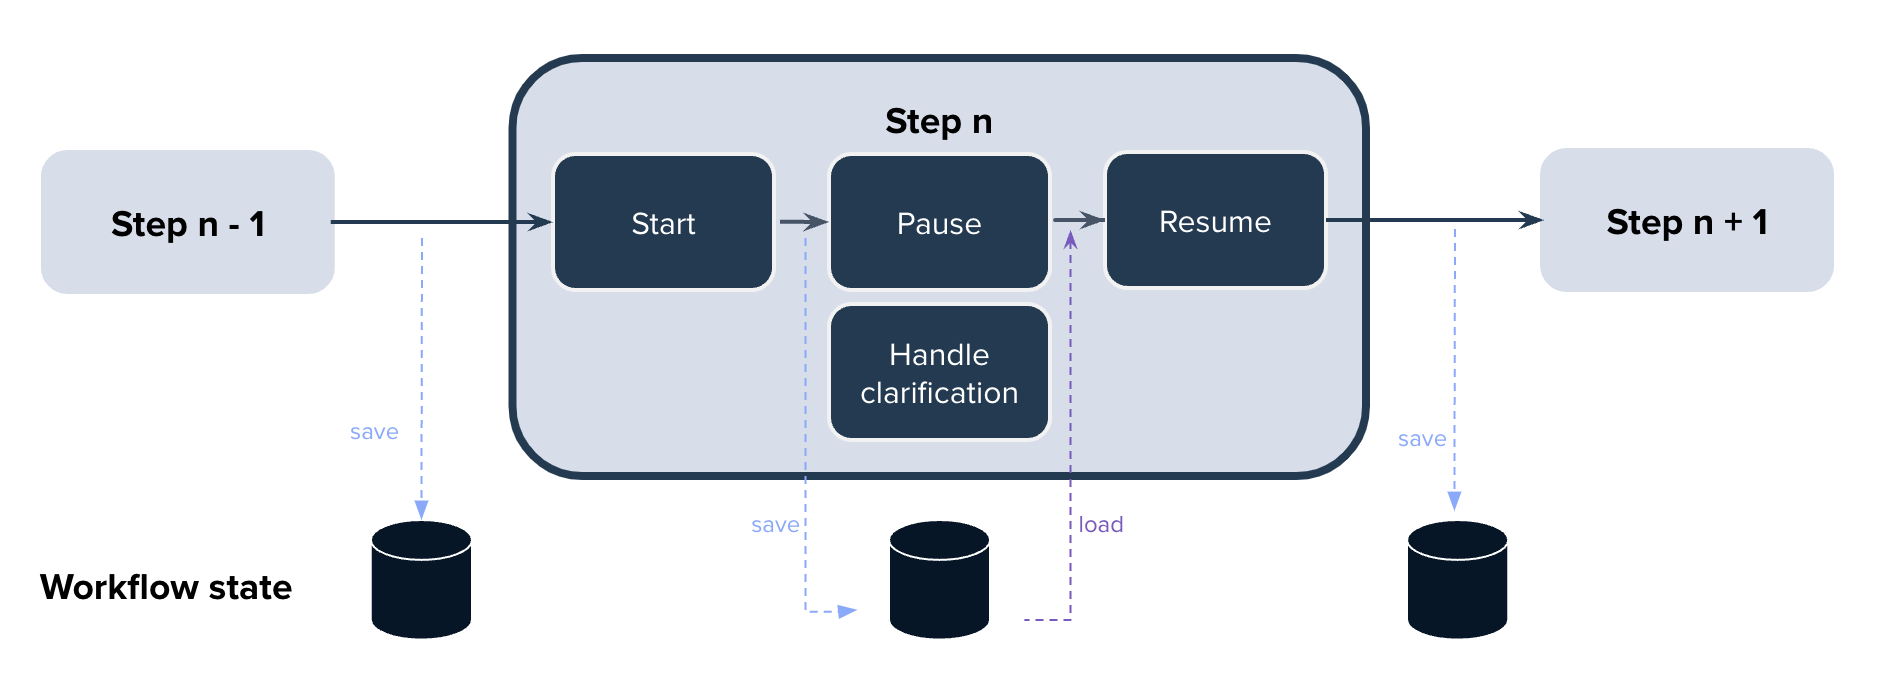 Step n
Step n - 1
Start
Pause
Resume
Step n + 1
Handle
clarification
save
save
save
load
Workflow state